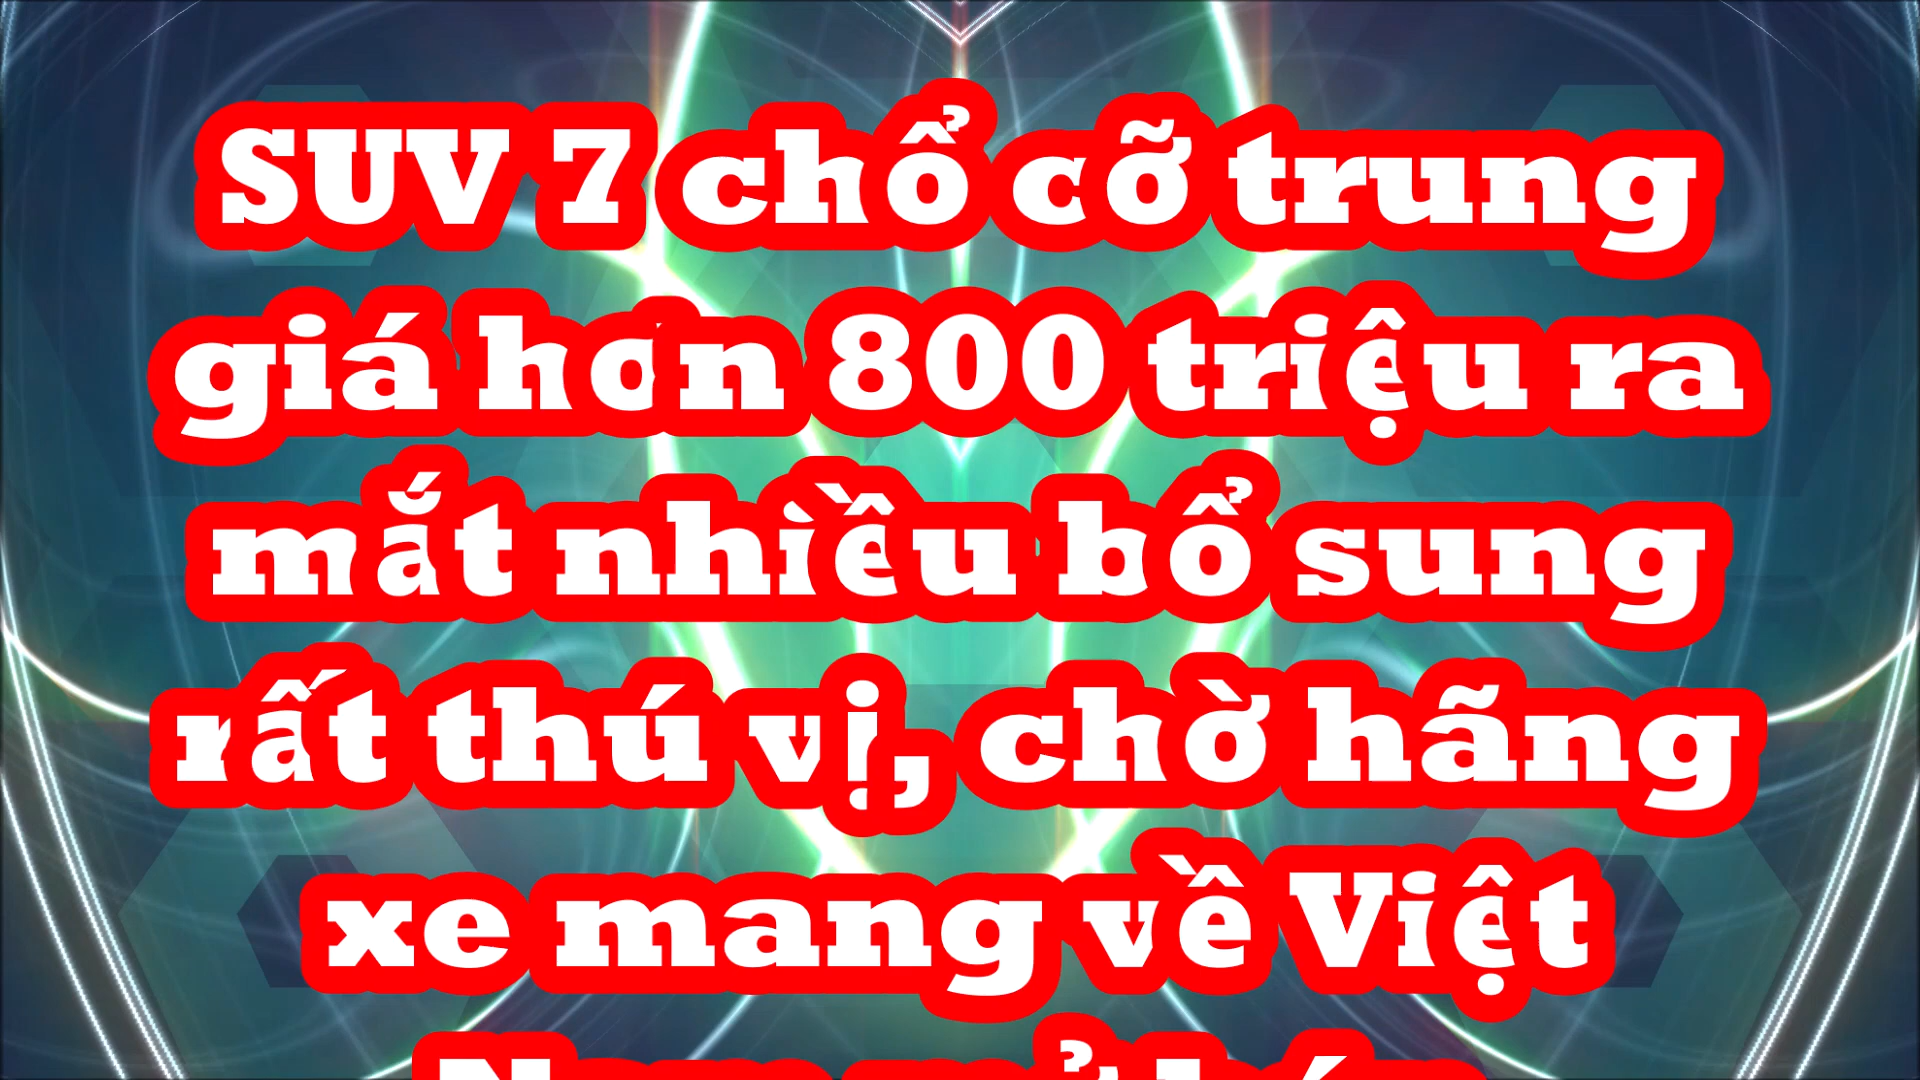 SUV 7 chổ cỡ trung
giá hơn 800 triệu ra
mắt nhiều bổ sung
rất thú vị, chờ hãng
xe mang về Việt